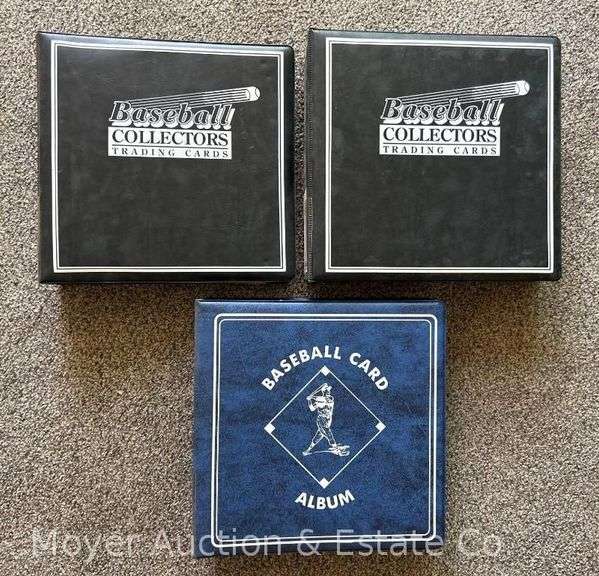 Baseball
COLLECTORS
TRADING CARDS
Baseball
COLLECTORS
TRADING CARDS
BASEBALL CARD
ALBUM
Moyer Auction & Estate Co